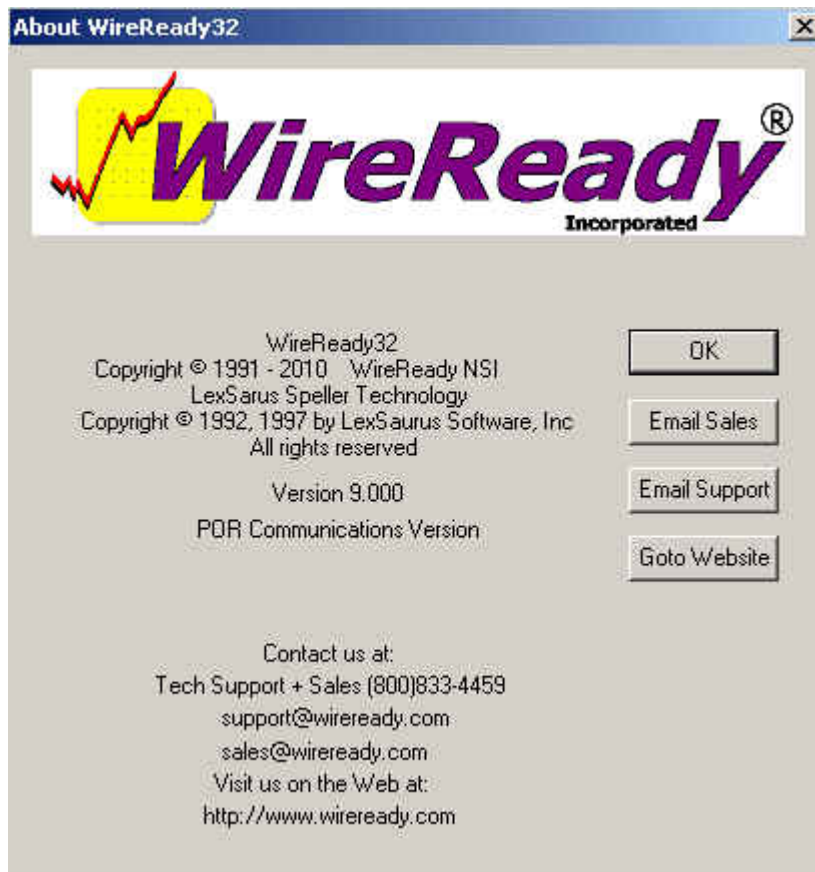 About WireReady32
WireReady®
Incorporated
WireReady32
Copyright © 1991 - 2010 WireReady NSI
LexSarus Speller Technology
Copyright © 1992, 1997 by LexSaurus Software, Inc
All rights reserved
Version 9.000
POR Communications Version
OK
Email Sales
Email Support
Goto Website
Contact us at:
Tech Support + Sales (800)833-4459
support@wireready.com
sales@wireready.com
Visit us on the Web at:
http://www.wireready.com